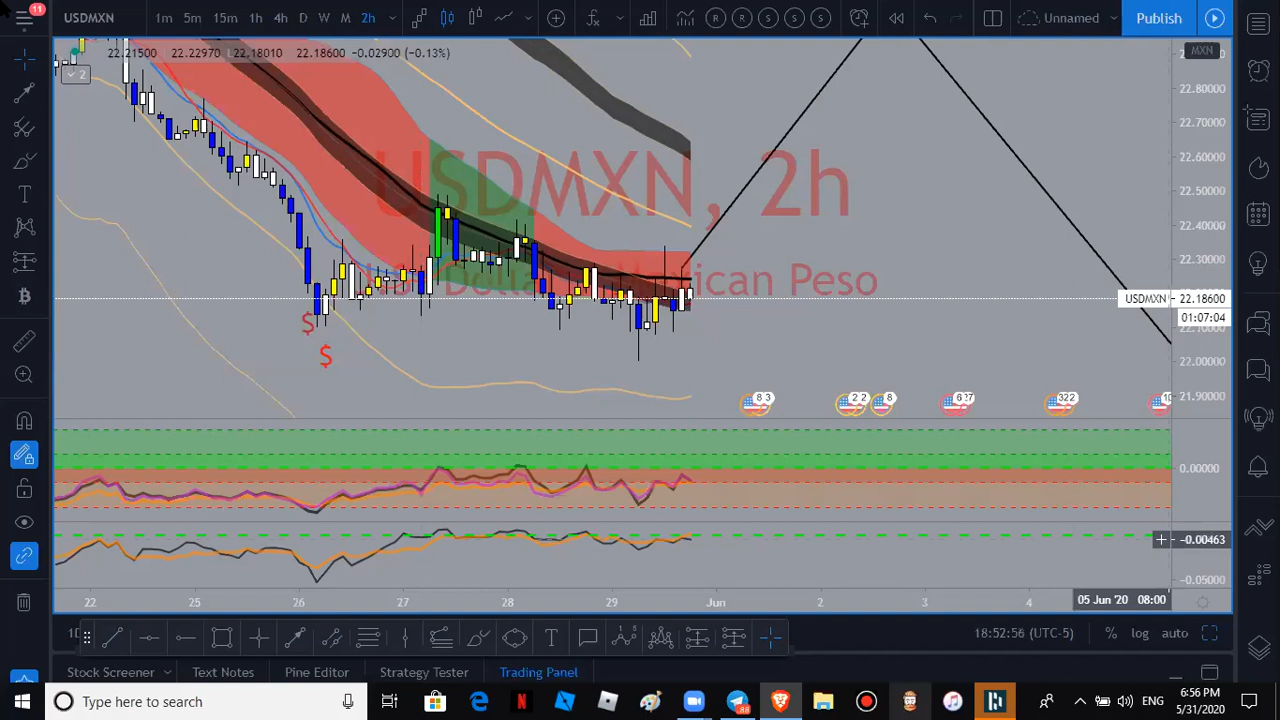 11
USDMXN
1m 5m 15m 1h 4h D W M 2h
Unnamed
Publish
22.21500 22.22970 22.18010 22.18600 -0.02900 (-0.13%)
MXN
2
22.80000
22.70000
22.60000
USDMXN, 2h
22.50000
22.40000
22.30000
USDMXN 22.18600
01:07:04
22.10000
$
$
22.00000
21.90000
0.00000
-0.00463
-0.05000
22 25 26 27 28 29 Jun 2 3 4
05 Jun '20 08:00
18:52:56 (UTC-5) % log auto
Stock Screener Text Notes Pine Editor Strategy Tester Trading Panel
Type here to search
ENG
6:56 PM
5/31/2020